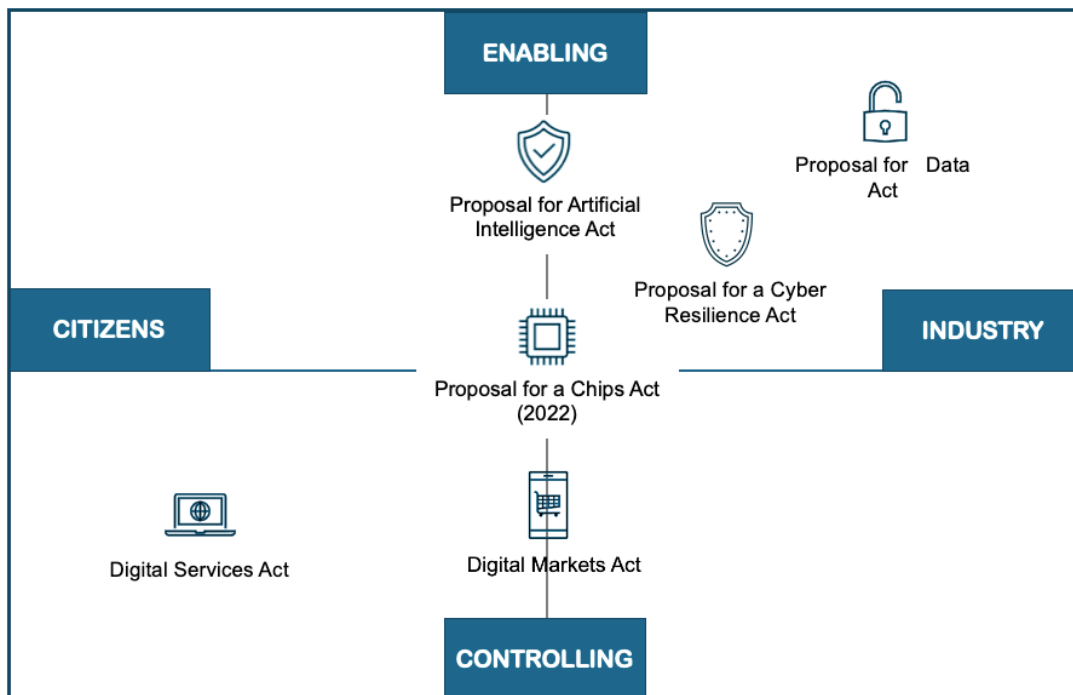 ENABLING
Proposal for Data
Act
Proposal for Artificial
Intelligence Act
Proposal for a Cyber
Resilience Act
CITIZENS
INDUSTRY
Proposal for a Chips Act
(2022)
Digital Services Act
Digital Markets Act
CONTROLLING